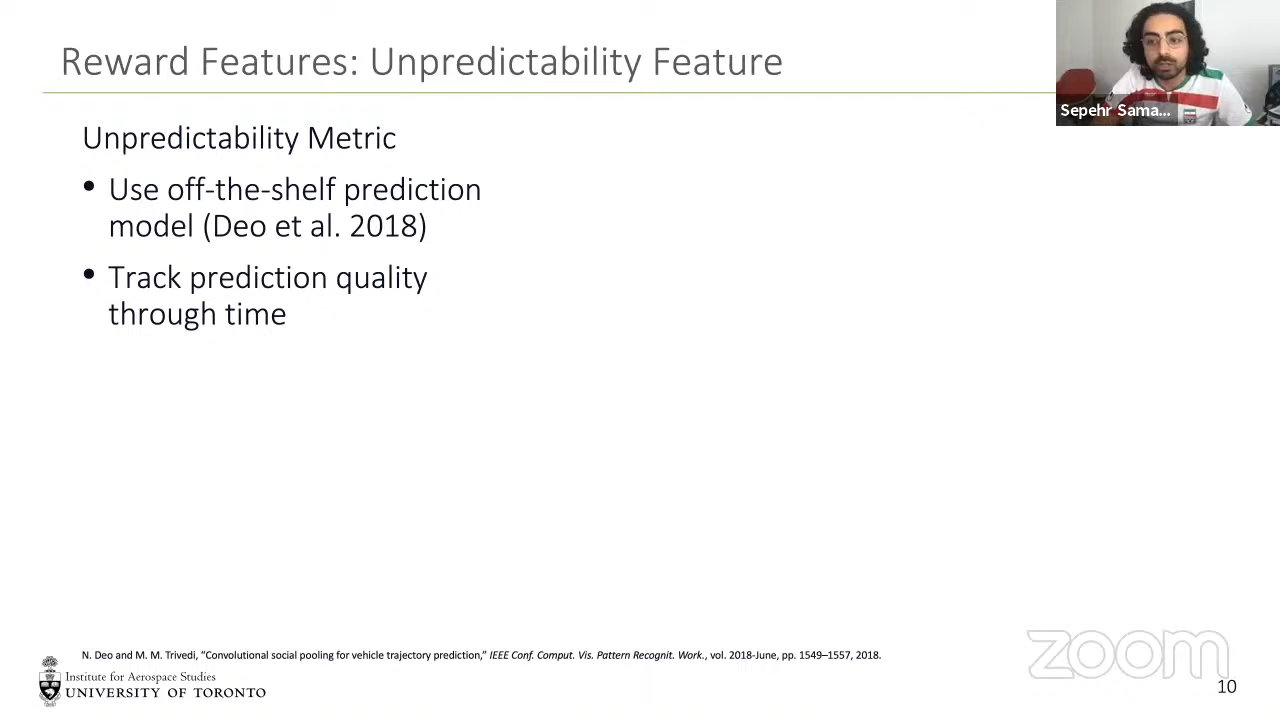 Reward Features: Unpredictability Feature
Sepehr Sama...
Unpredictability Metric
• Use off-the-shelf prediction
model (Deo et al. 2018)
• Track prediction quality
through time
N. Deo and M. M. Trivedi, “Convolutional social pooling for vehicle trajectory prediction,” IEEE Conf. Comput. Vis. Pattern Recognit. Work., vol. 2018-June, pp. 1549–1557, 2018.
Institute for Aerospace Studies
UNIVERSITY OF TORONTO
zoom
10